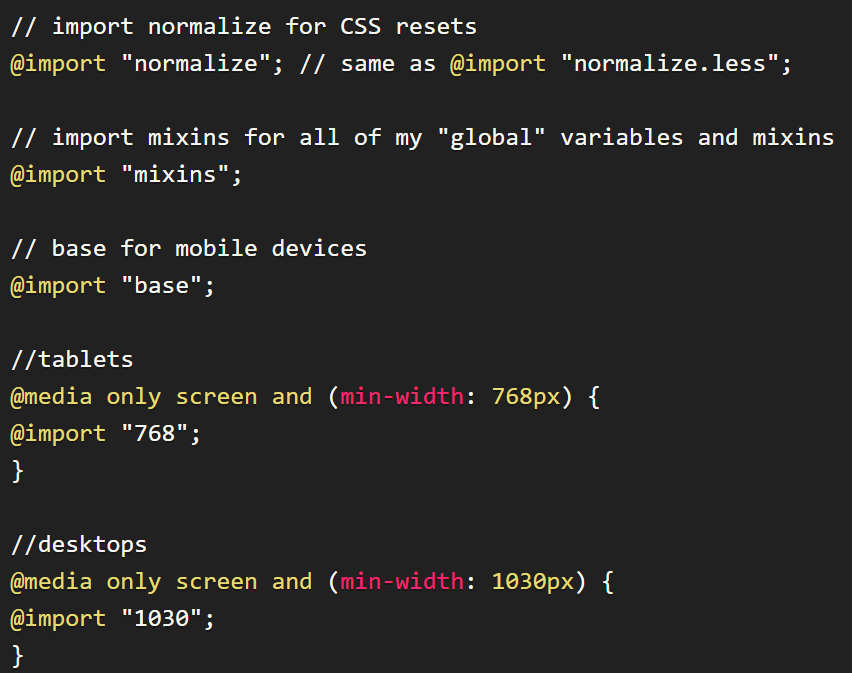 // import normalize for CSS resets
@import "normalize"; // same as @import "normalize.less";
// import mixins for all of my "global" variables and mixins
@import "mixins";
// base for mobile devices
@import "base";
//tablets
@media only screen and (min-width: 768px) {
@import "768";
}
//desktops
@media only screen and (min-width: 1030px) {
@import "1030";
}